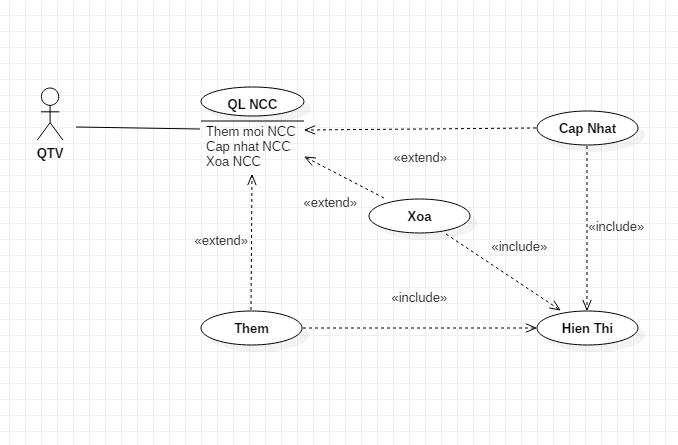 QL NCC
Them moi NCC
Cap nhat NCC
Xoa NCC
QTV
Cap Nhat
«extend»
«extend»
Xoa
«include»
«extend»
«include»
«include»
Them
Hien Thi